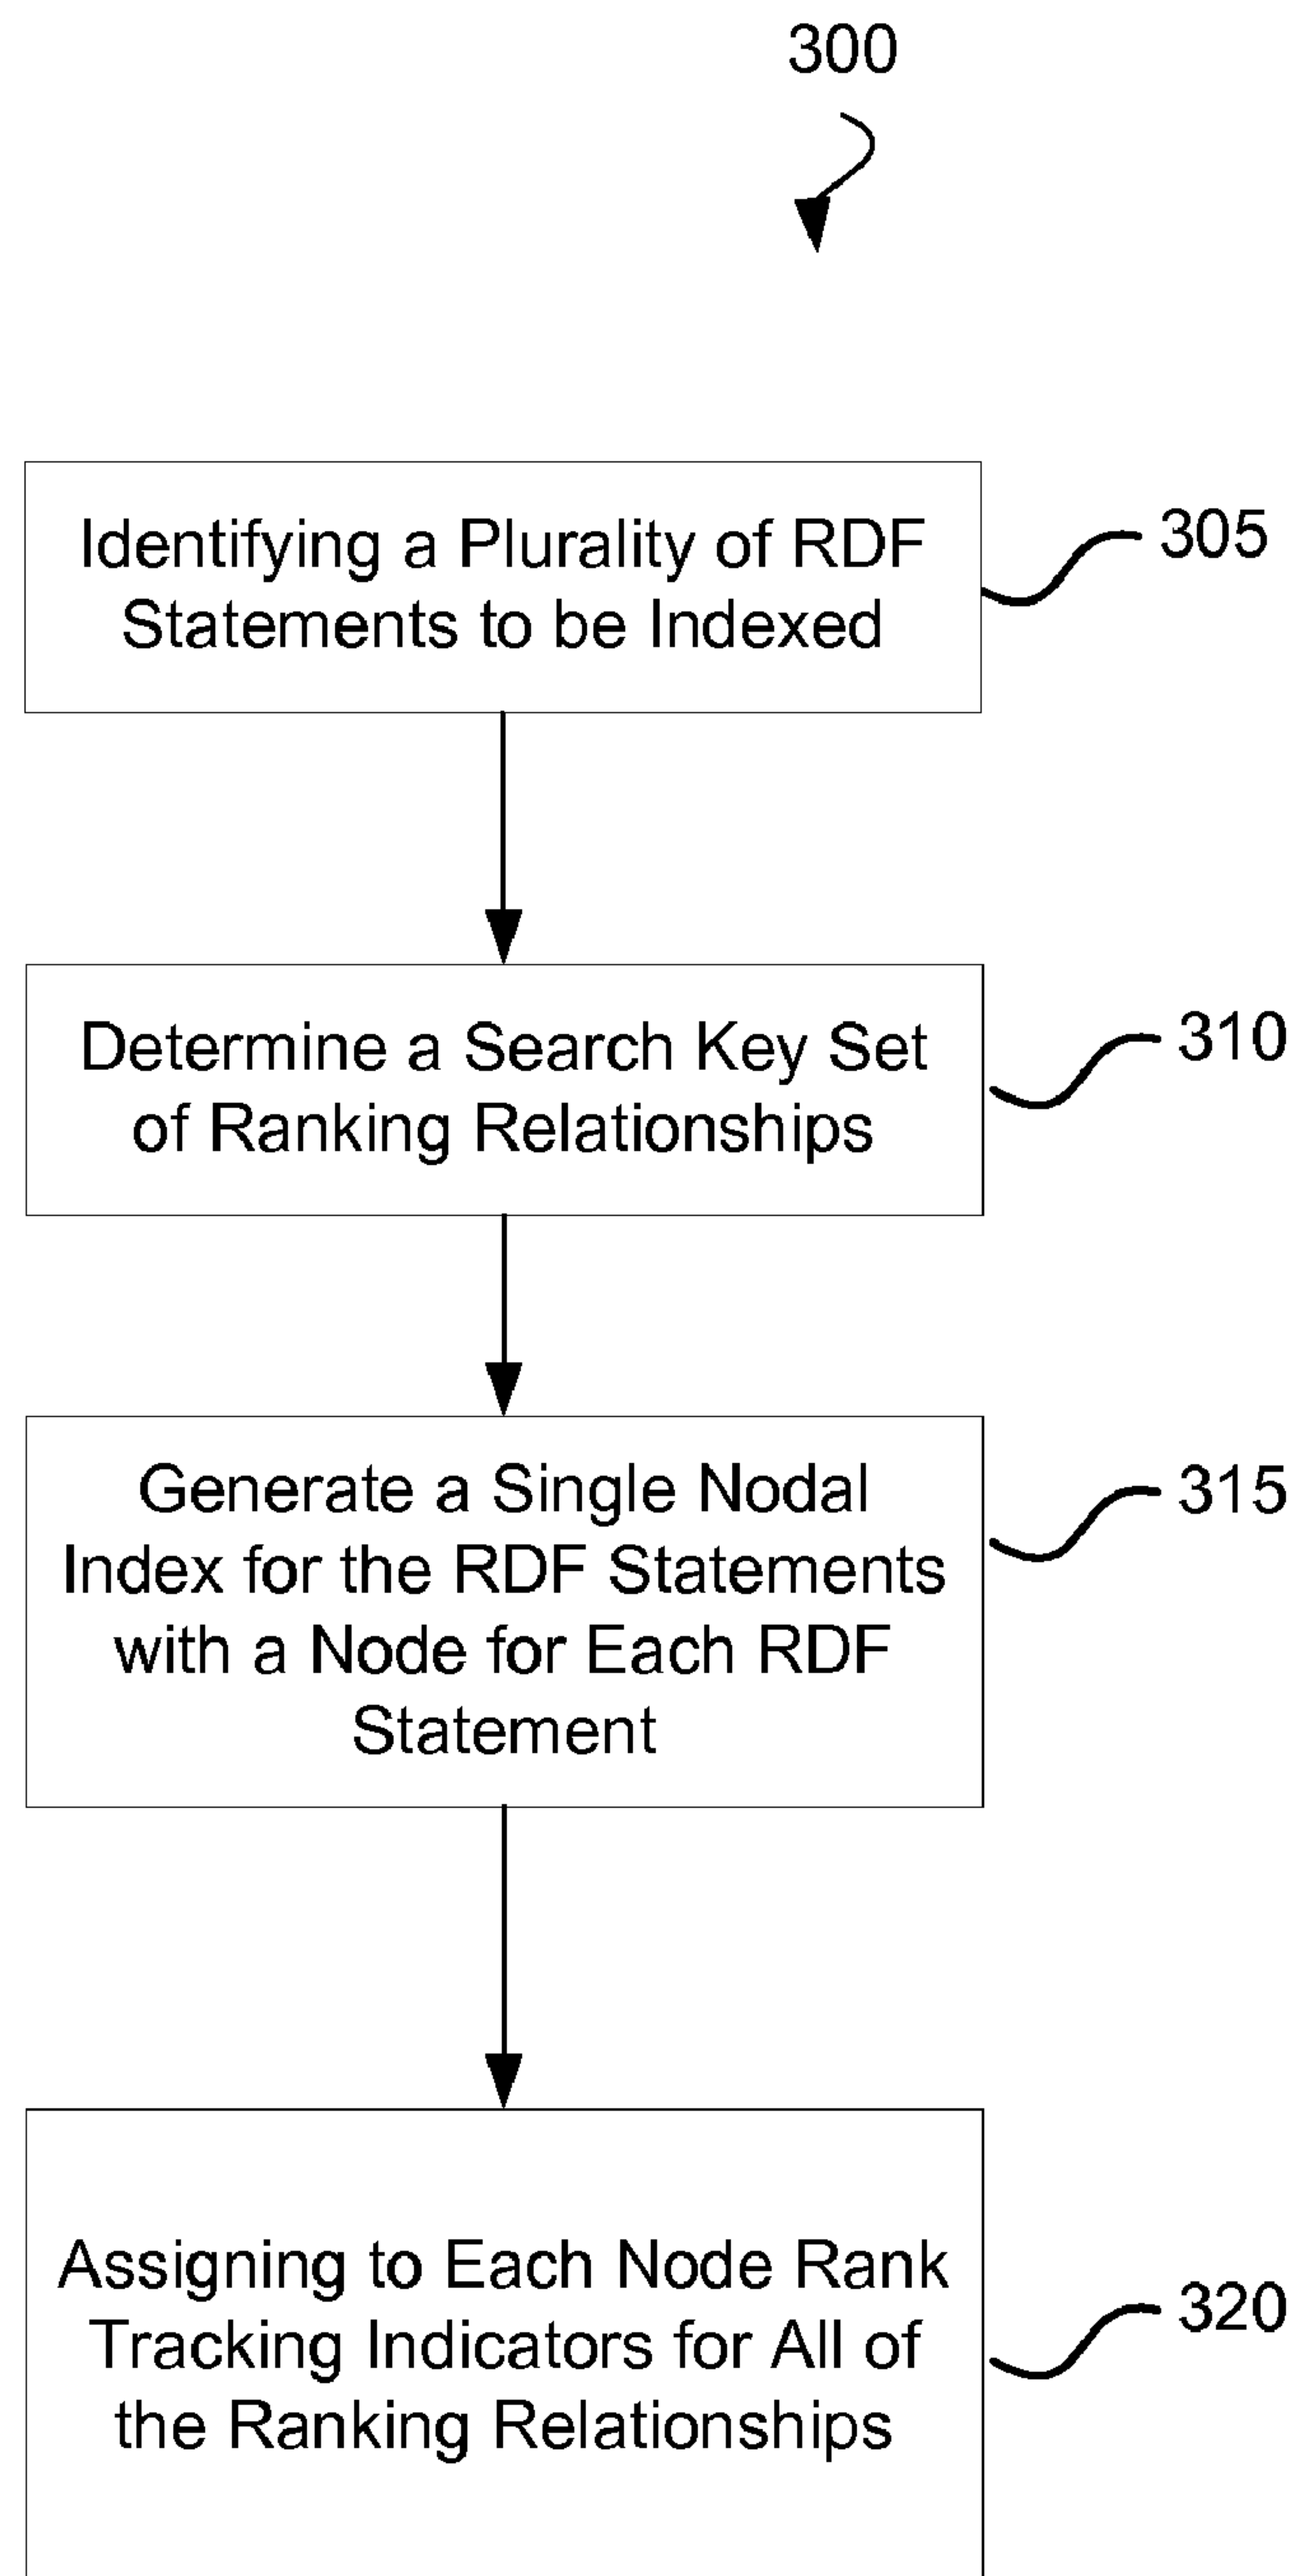 300
Identifying a Plurality of RDF
Statements to be Indexed
305
Determine a Search Key Set
of Ranking Relationships
310
Generate a Single Nodal
Index for the RDF Statements
with a Node for Each RDF
Statement
315
Assigning to Each Node Rank
Tracking Indicators for All of
the Ranking Relationships
320